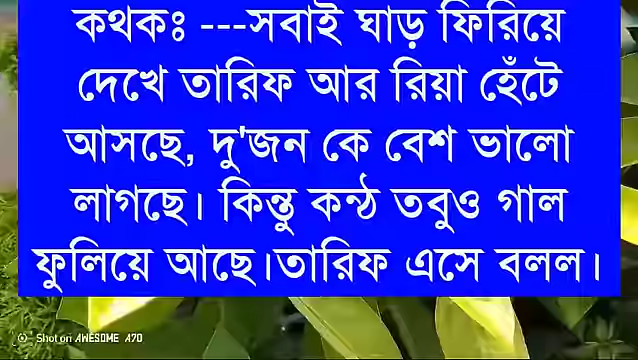 কথকঃ ---সবাই ঘাড় ফিরিয়ে
দেখে তারিফ আর রিয়া হেঁটে
আসছে, দু'জন কে বেশ ভালো
লাগছে। কিন্তু কন্ঠ তবুও গাল
ফুলিয়ে আছে।তারিফ এসে বলল।
Shot on AWESOME A70